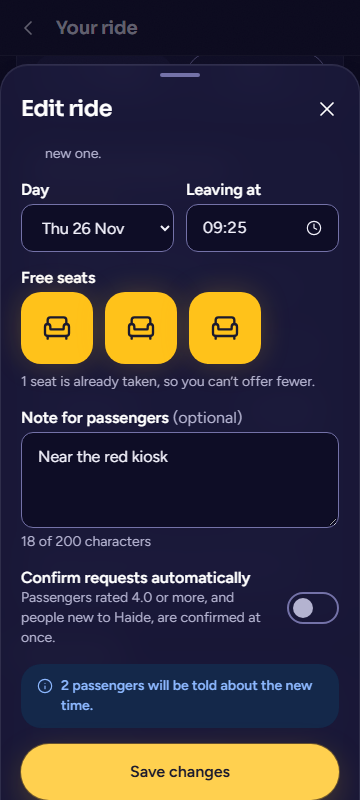 Your ride
Edit ride
new one.
Day
Leaving at
Thu 26 Nov
09:25
Free seats
1 seat is already taken, so you can't offer fewer.
Note for passengers (optional)
Near the red kiosk
18 of 200 characters
Confirm requests automatically
Passengers rated 4.0 or more, and
people new to Haide, are confirmed at
once.
2 passengers will be told about the new
time.
Save changes